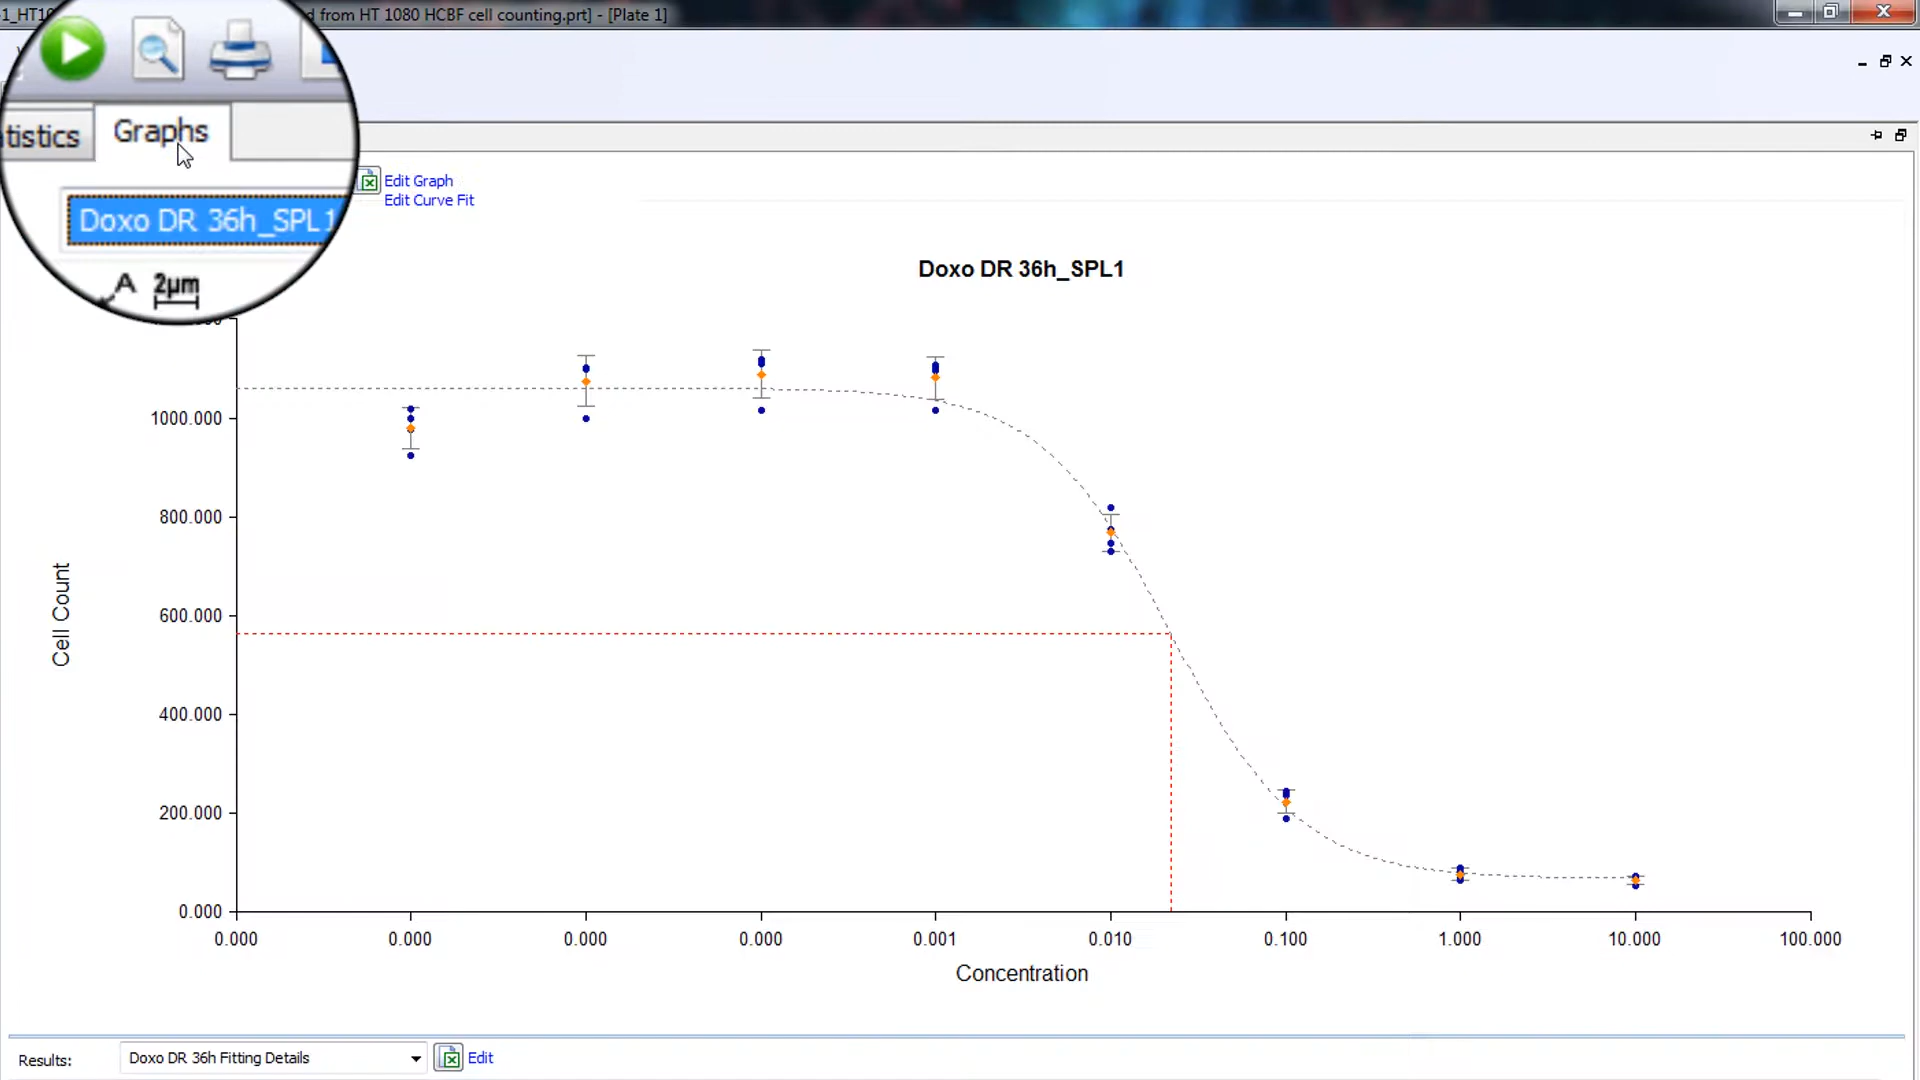 d from HT 1080 HCBF cell counting.prt] - [Plate 1]
Graphs
Doxo DR 36h_SPL1
A 2µm
Edit Graph
Edit Curve Fit
Doxo DR 36h_SPL1
1000.000
800.000
600.000
400.000
200.000
0.000
Cell Count
0.000 0.000 0.000 0.000 0.001 0.010 0.100 1.000 10.000 100.000
Concentration
Results: Doxo DR 36h Fitting Details Edit